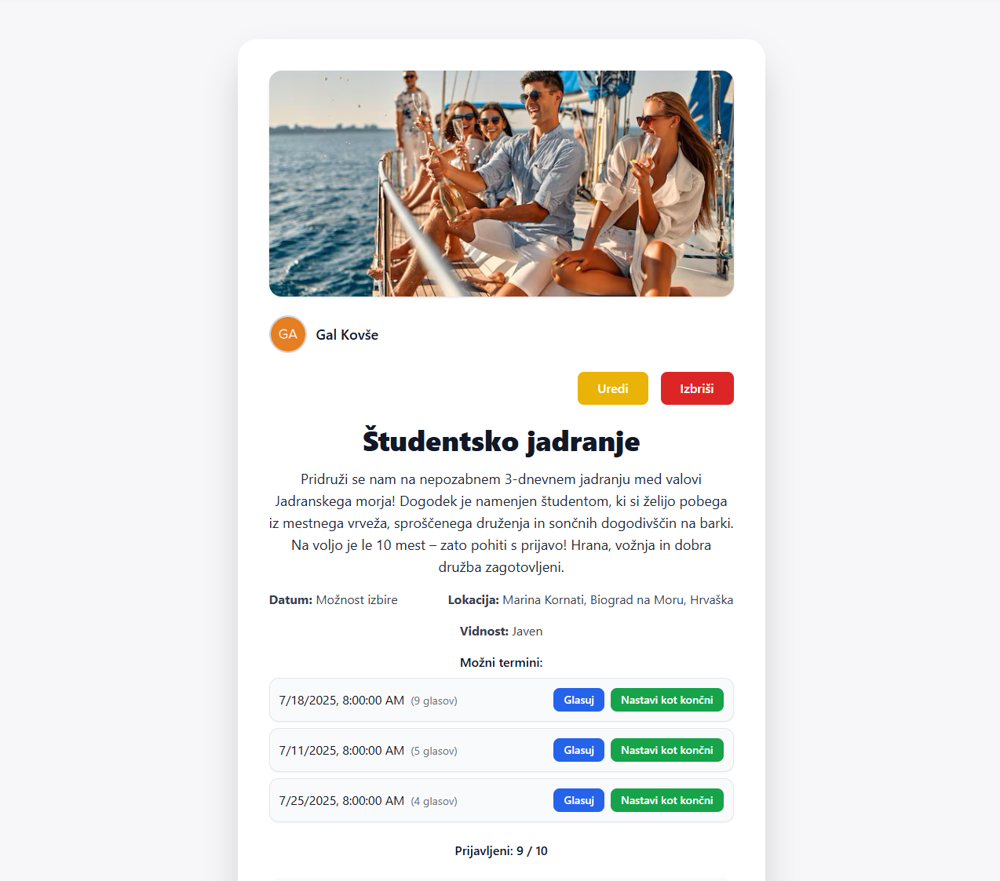 GA
Gal Kovše
Uredi
Izbriši
Študentsko jadranje
Pridruži se nam na nepozabnem 3-dnevnem jadranju med valovi
Jadranskega morja! Dogodek je namenjen študentom, ki si želijo pobega
iz mestnega vrveža, sproščenega druženja in sončnih dogodivščin na barki.
Na voljo je le 10 mest – zato pohiti s prijavo! Hrana, vožnja in dobra
družba zagotovljeni.
Datum: Možnost izbire
Lokacija: Marina Kornati, Biograd na Moru, Hrvaška
Vidnost: Javen
Možni termini:
7/18/2025, 8:00:00 AM (9 glasov) Glasuj Nastavi kot končni
7/11/2025, 8:00:00 AM (5 glasov) Glasuj Nastavi kot končni
7/25/2025, 8:00:00 AM (4 glasov) Glasuj Nastavi kot končni
Prijavljeni: 9 / 10